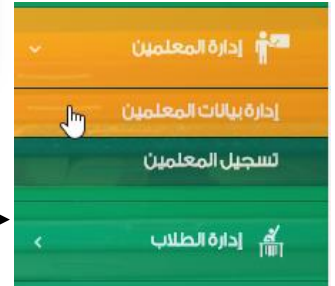 إدارة المعلمين
إدارة بيانات المعلمين
تسجيل المعلمين
إدارة الطلاب